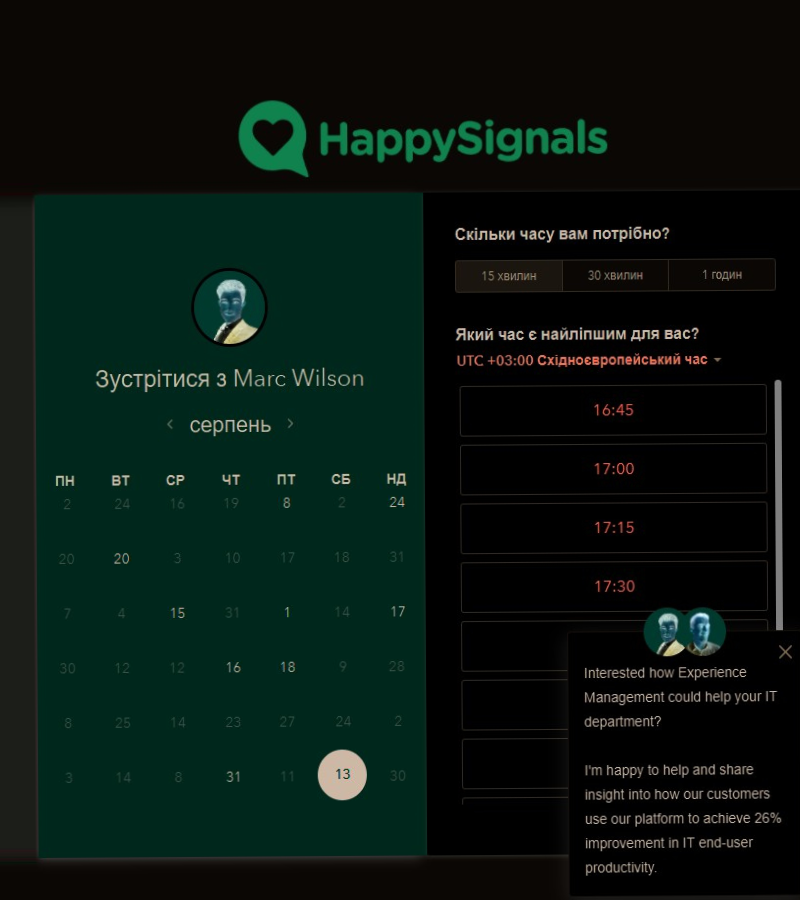 HappySignals
Зустрітися з Marc Wilson
серпень
ПН ВТ СР ЧТ ПТ СБ НД
2 24 16 19 8 2 24
20 20 3 10 17 18 31
7 4 15 31 1 14 17
30 12 12 16 18 9 28
8 25 14 23 27 24 2
3 14 8 31 11 13 30
Скільки часу вам потрібно?
15 хвилин 30 хвилин 1 годин
Який час є найліпшим для вас?
UTC +03:00 Східноєвропейський час
16:45
17:00
17:15
17:30
Interested how Experience
Management could help your IT
department?
I'm happy to help and share
insight into how our customers
use our platform to achieve 26%
improvement in IT end-user
productivity.